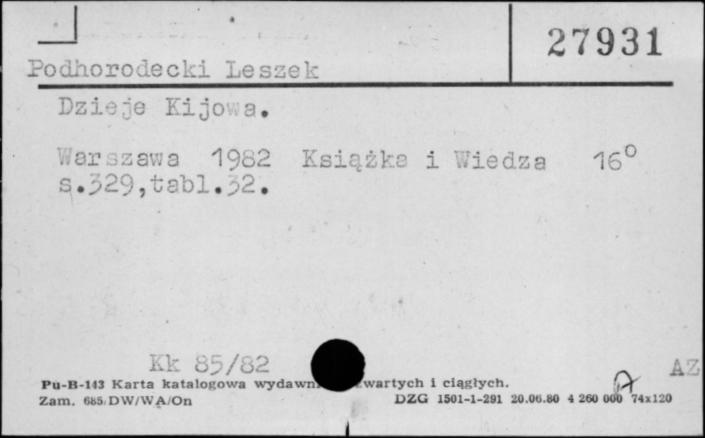 27931
Podhorodecki Leszek
Dzieje Kijowa.
Warszawa 1982 Książka i Wiedza 16°
s.329,tabl.32.
Kk 85/82
AZ
Pu-B-143 Karta katalogowa wydawn wartych i ciągłych.
Zam. 685/DW/WA/On DZG 1501-1-291 20.06.80 4 260 000 74x120